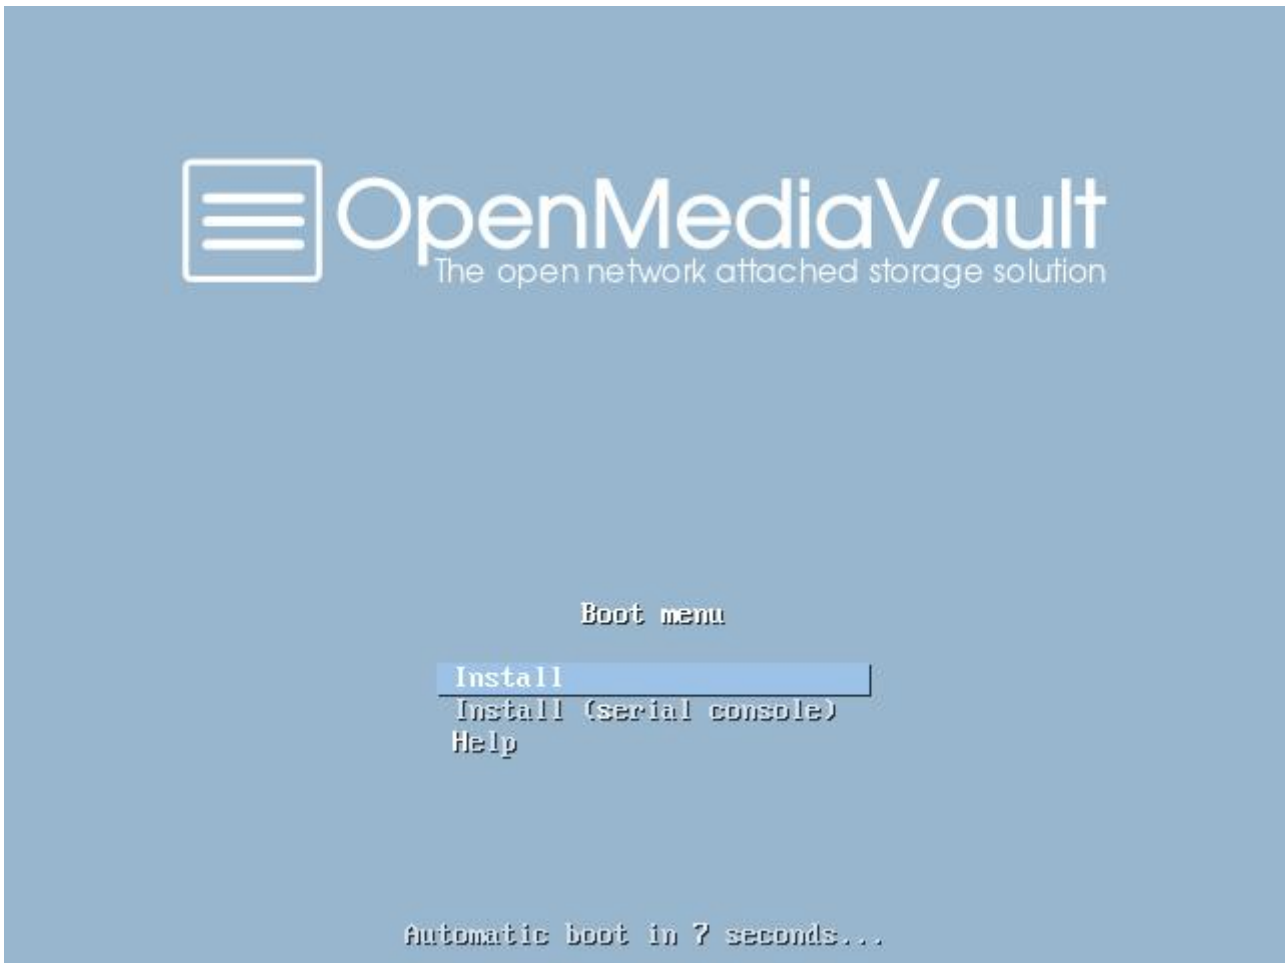 OpenMediaVault
The open network attached storage solution
Boot menu
Install
Install (serial console)
Help
Automatic boot in 7 seconds...